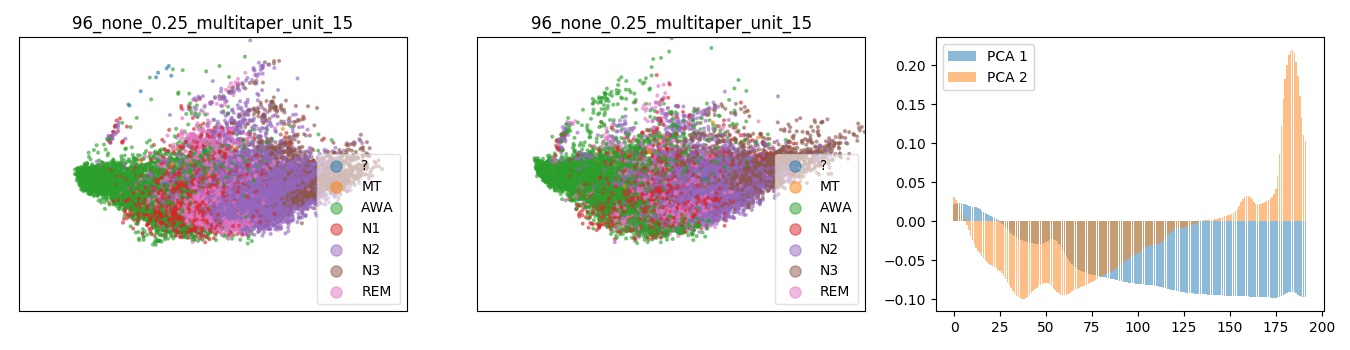 96_none_0.25_multitaper_unit_15
?
MT
AWA
N1
N2
N3
REM
96_none_0.25_multitaper_unit_15
?
MT
AWA
N1
N2
N3
REM
PCA 1
PCA 2
0.20
0.15
0.10
0.05
0.00
−0.05
−0.10
0 25 50 75 100 125 150 175 200